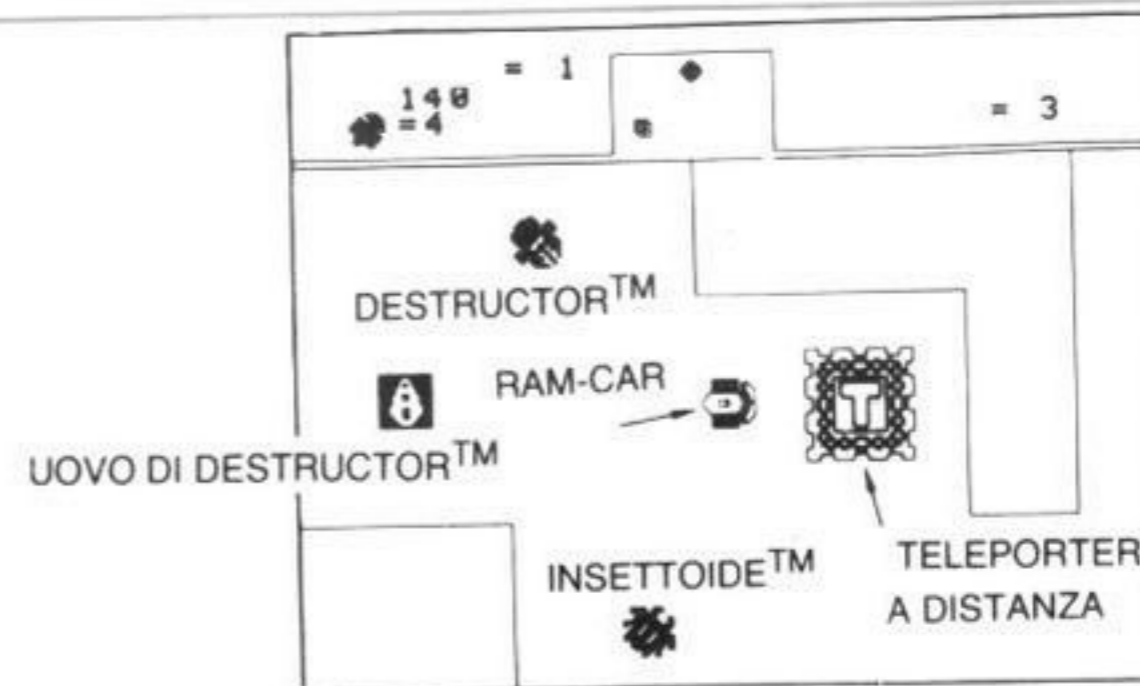 = 1
140
=4
= 3
DESTRUCTOR™
RAM-CAR
T
UOVO DI DESTRUCTOR™
INSETTOIDE™
TELEPORTER
A DISTANZA